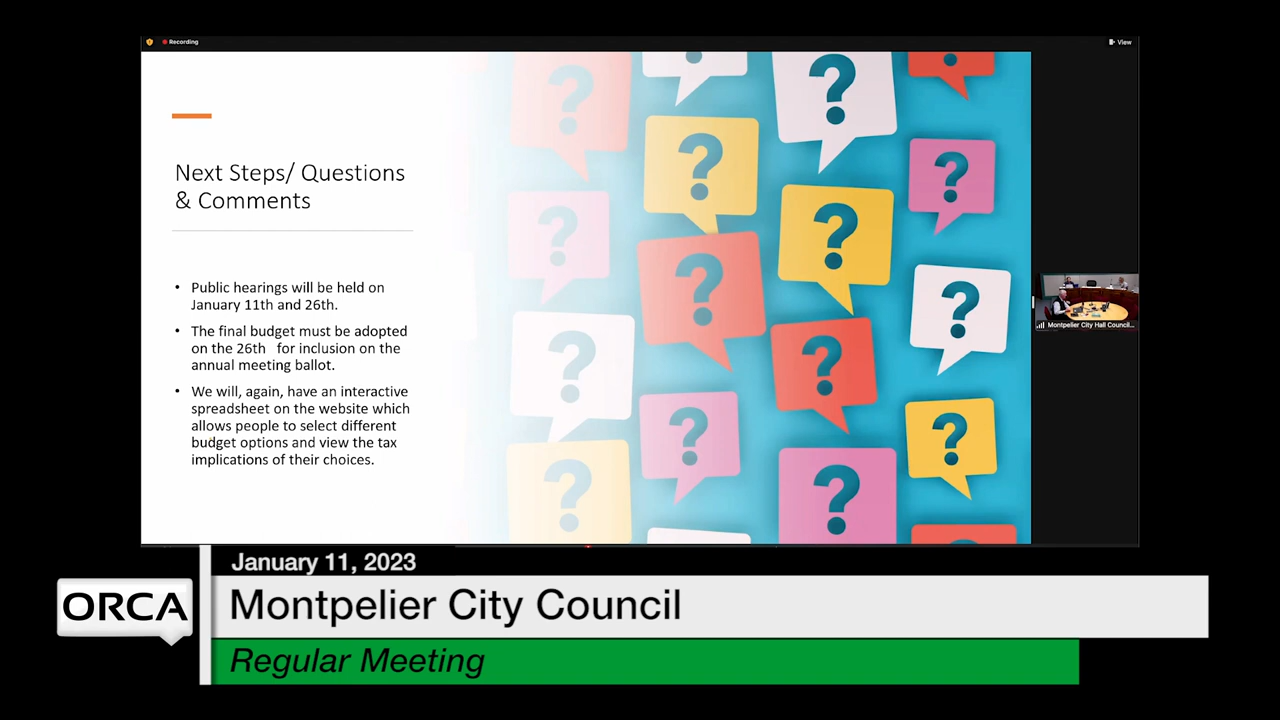 Recording
View
Next Steps/ Questions
& Comments
• Public hearings will be held on
January 11th and 26th.
• The final budget must be adopted
on the 26th for inclusion on the
annual meeting ballot.
• We will, again, have an interactive
spreadsheet on the website which
allows people to select different
budget options and view the tax
implications of their choices.
? ? ? ? ? ? ? ? ? ? ? ? ? ? ? ?
Montpelier City Hall Council...
January 11, 2023
ORCA
Montpelier City Council
Regular Meeting